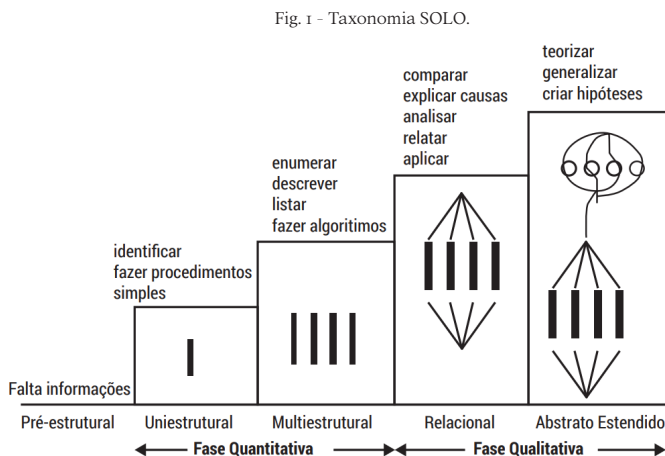 Fig. 1 - Taxonomia SOLO.
teorizar
generalizar
criar hipóteses
comparar
explicar causas
analisar
relatar
aplicar
enumerar
descrever
listar
fazer algoritimos
identificar
fazer procedimentos
simples
Falta informações
Pré-estrutural
Uniestrutural
Multiestrutural
Relacional
Abstrato Estendido
Fase Quantitativa
Fase Qualitativa